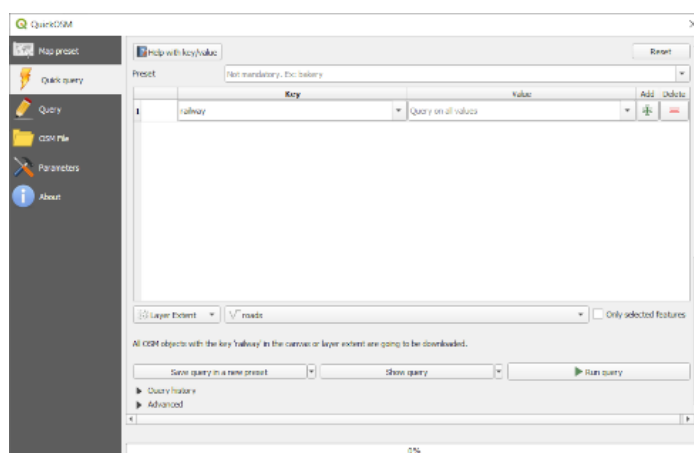 QuickOSM
Map preset
Quick query
Query
OSM File
Parameters
About
Help with key/value
Reset
Preset
Not mandatory. Ex: bakery
Key Value Add Delete
1 railway Query on all values
Layer Extent roads Only selected features
All OSM objects with the key 'railway' in the canvas or layer extent are going to be downloaded.
Save query in a new preset Show query Run query
Query history
Advanced
0%